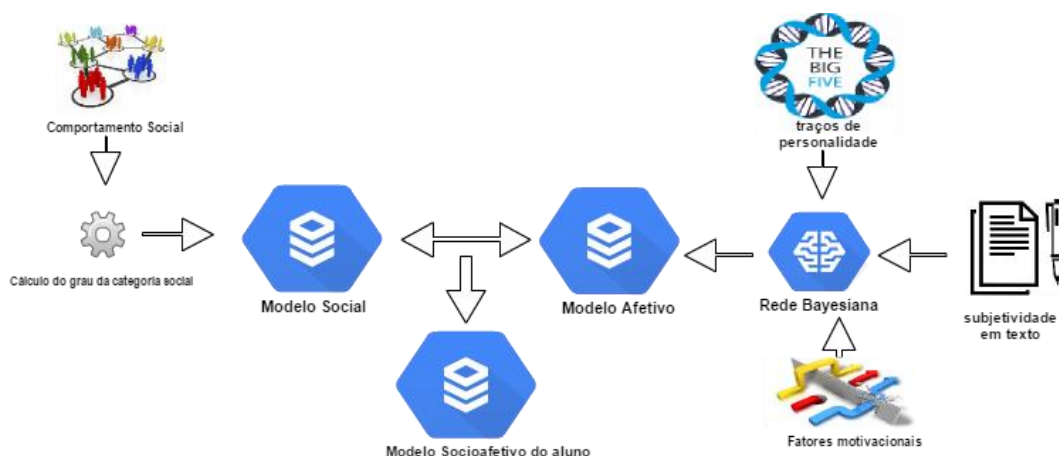 THE
BIG
FIVE
Comportamento Social
traços de
personalidade
Cálculo do grau da categoria social
Modelo Social
Modelo Afetivo
Rede Bayesiana
subjetividade
em texto
Modelo Socioafetivo do aluno
Fatores motivacionais